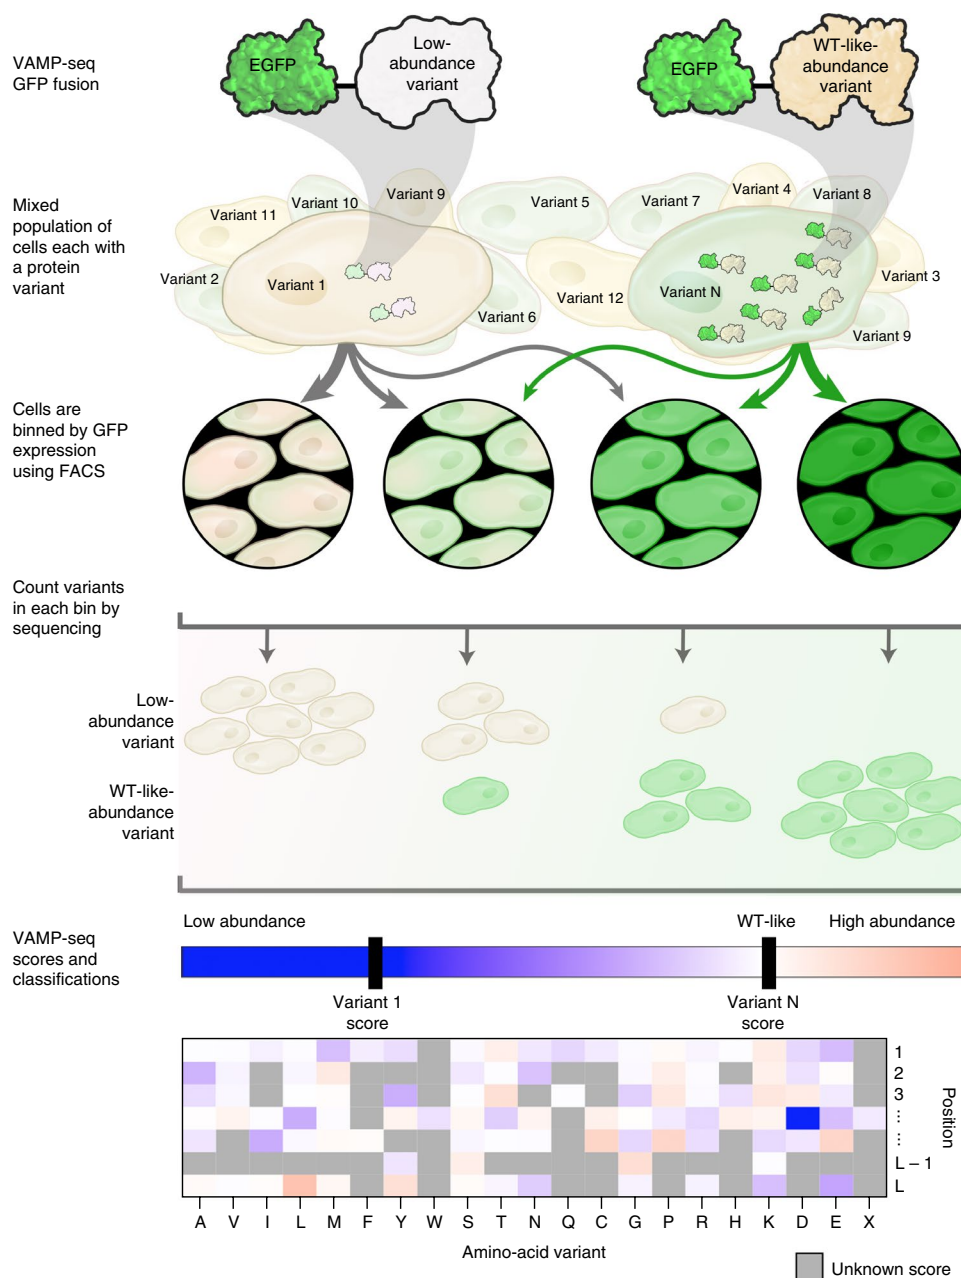 VAMP-seq
GFP fusion
EGFP
Low-
abundance
variant
EGFP
WT-like-
abundance
variant
Mixed
population of
cells each with
a protein
variant
Variant 11
Variant 10
Variant 9
Variant 5
Variant 7
Variant 4
Variant 8
Variant 2
Variant 1
Variant 6
Variant 12
Variant N
Variant 3
Variant 9
Cells are
binned by GFP
expression
using FACS
Count variants
in each bin by
sequencing
Low-
abundance
variant
WT-like-
abundance
variant
VAMP-seq
scores and
classifications
Low abundance
WT-like
High abundance
Variant 1
score
Variant N
score
1
2
3
⋮
⋮
L – 1
L
Position
A V I L M F Y W S T N Q C G P R H K D E X
Amino-acid variant
Unknown score